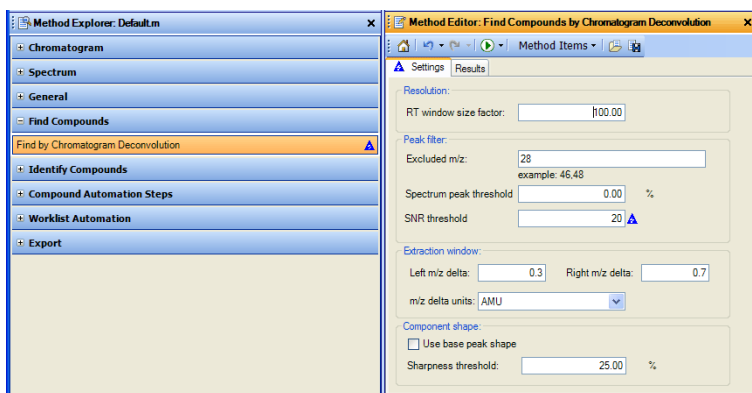 Method Explorer: Default.m
Chromatogram
Spectrum
General
Find Compounds
Find by Chromatogram Deconvolution
Identify Compounds
Compound Automation Steps
Worklist Automation
Export
Method Editor: Find Compounds by Chromatogram Deconvolution
Method Items
Settings Results
Resolution:
RT window size factor: 100.00
Peak filter:
Excluded m/z: 28
example: 46,48
Spectrum peak threshold 0.00 %
SNR threshold 20
Extraction window:
Left m/z delta: 0.3 Right m/z delta: 0.7
m/z delta units: AMU
Component shape:
Use base peak shape
Sharpness threshold: 25.00 %